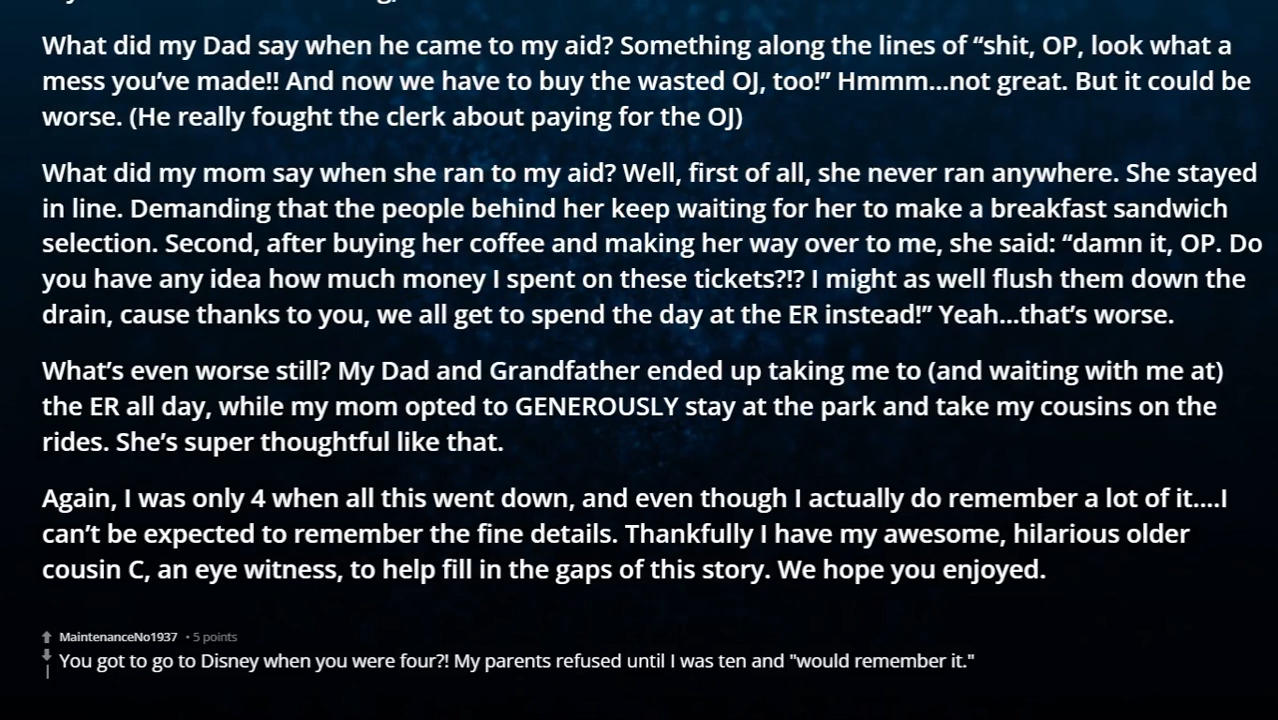 What did my Dad say when he came to my aid? Something along the lines of “shit, OP, look what a
mess you’ve made!! And now we have to buy the wasted OJ, too!” Hmmm...not great. But it could be
worse. (He really fought the clerk about paying for the OJ)
What did my mom say when she ran to my aid? Well, first of all, she never ran anywhere. She stayed
in line. Demanding that the people behind her keep waiting for her to make a breakfast sandwich
selection. Second, after buying her coffee and making her way over to me, she said: “damn it, OP. Do
you have any idea how much money I spent on these tickets?!? I might as well flush them down the
drain, cause thanks to you, we all get to spend the day at the ER instead!” Yeah...that’s worse.
What’s even worse still? My Dad and Grandfather ended up taking me to (and waiting with me at)
the ER all day, while my mom opted to GENEROUSLY stay at the park and take my cousins on the
rides. She’s super thoughtful like that.
Again, I was only 4 when all this went down, and even though I actually do remember a lot of it....I
can’t be expected to remember the fine details. Thankfully I have my awesome, hilarious older
cousin C, an eye witness, to help fill in the gaps of this story. We hope you enjoyed.
MaintenanceNo1937 • 5 points
You got to go to Disney when you were four?! My parents refused until I was ten and "would remember it."